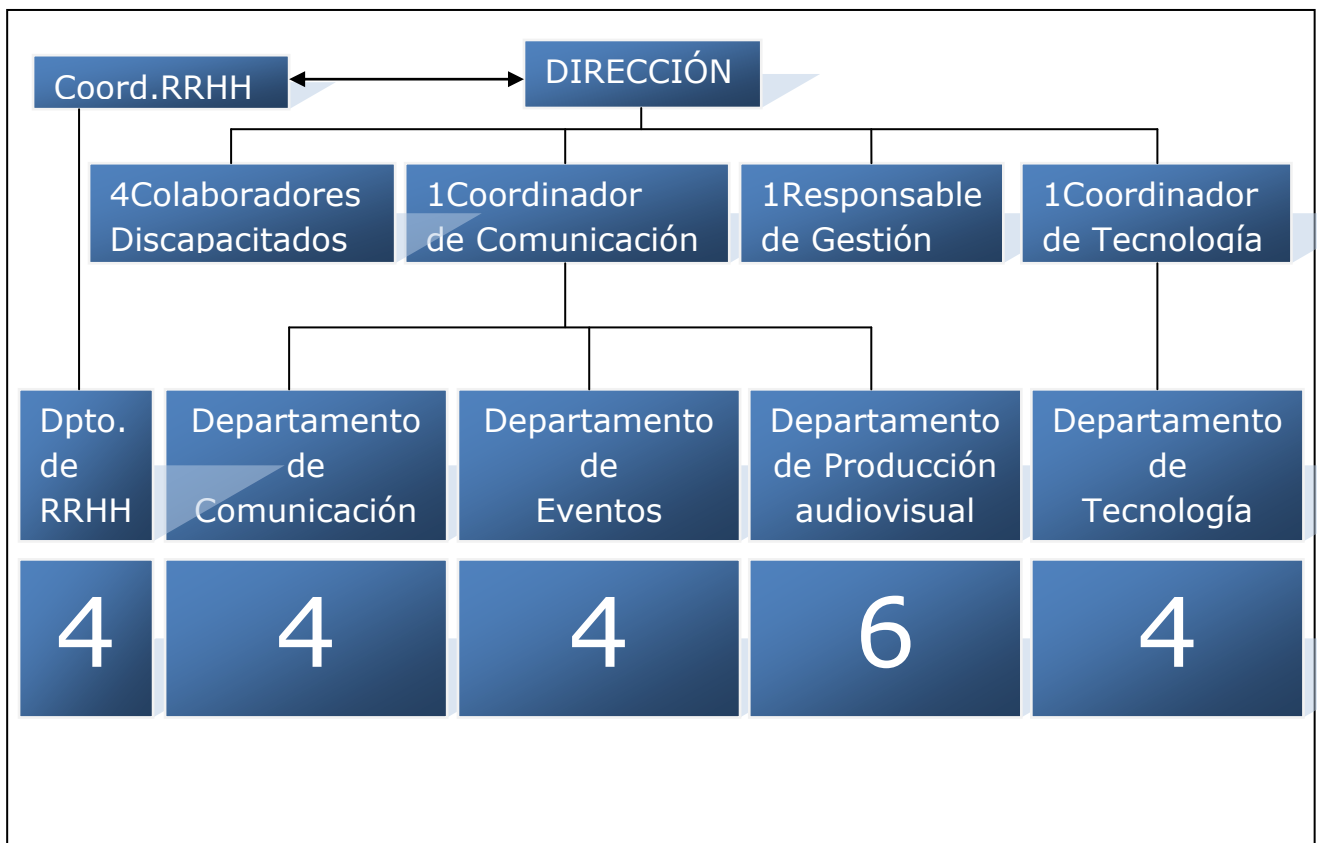 Coord.RRHH
DIRECCIÓN
4Colaboradores
Discapacitados
1Coordinador
de Comunicación
1Responsable
de Gestión
1Coordinador
de Tecnología
Dpto.
de
RRHH
Departamento
de
Comunicación
Departamento
de
Eventos
Departamento
de Producción
audiovisual
Departamento
de
Tecnología
4
4
4
6
4